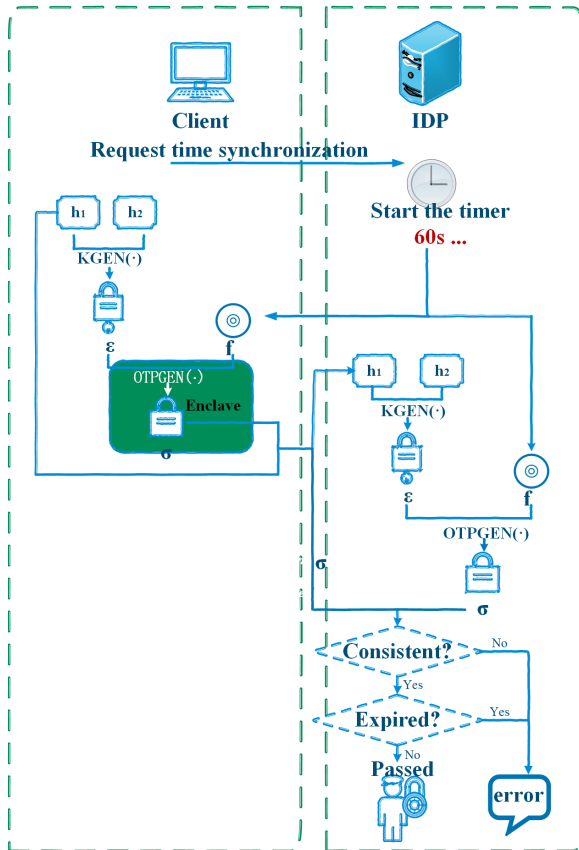 Client
IDP
Request time synchronization
Start the timer
60s ...
h1
h2
KGEN(·)
ε
f
OTPGEN(·)
Enclave
σ
h1
h2
KGEN(·)
ε
f
OTPGEN(·)
σ
σ
Consistent?
No
Yes
Expired?
Yes
No
Passed
error